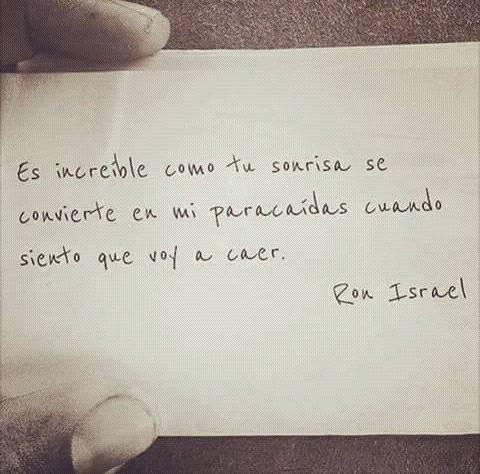 Es increíble como tu sonrisa se
convierte en mi paracaídas cuando
siento que voy a caer.
Ron Israel